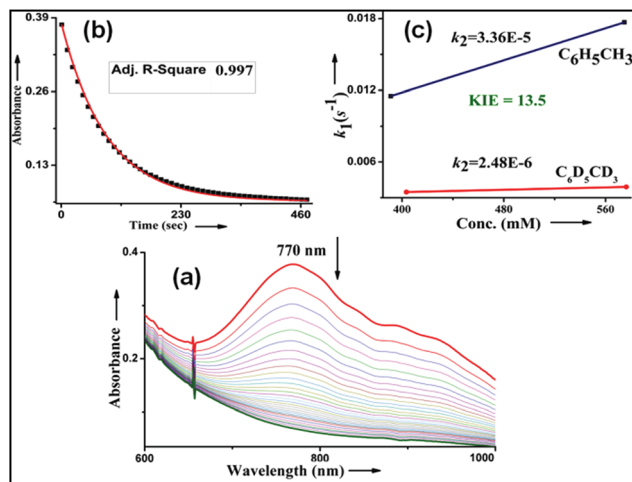 (b)
0.39
0.26
0.13
Absorbance
Adj. R-Square 0.997
0
230
460
Time (sec)
(c)
0.018
0.012
0.006
k₁(s⁻¹)
k₂=3.36E-5
C₆H₅CH₃
KIE = 13.5
k₂=2.48E-6
C₆D₅CD₃
400
480
560
Conc. (mM)
(a)
770 nm
0.4
0.2
Absorbance
600
800
1000
Wavelength (nm)